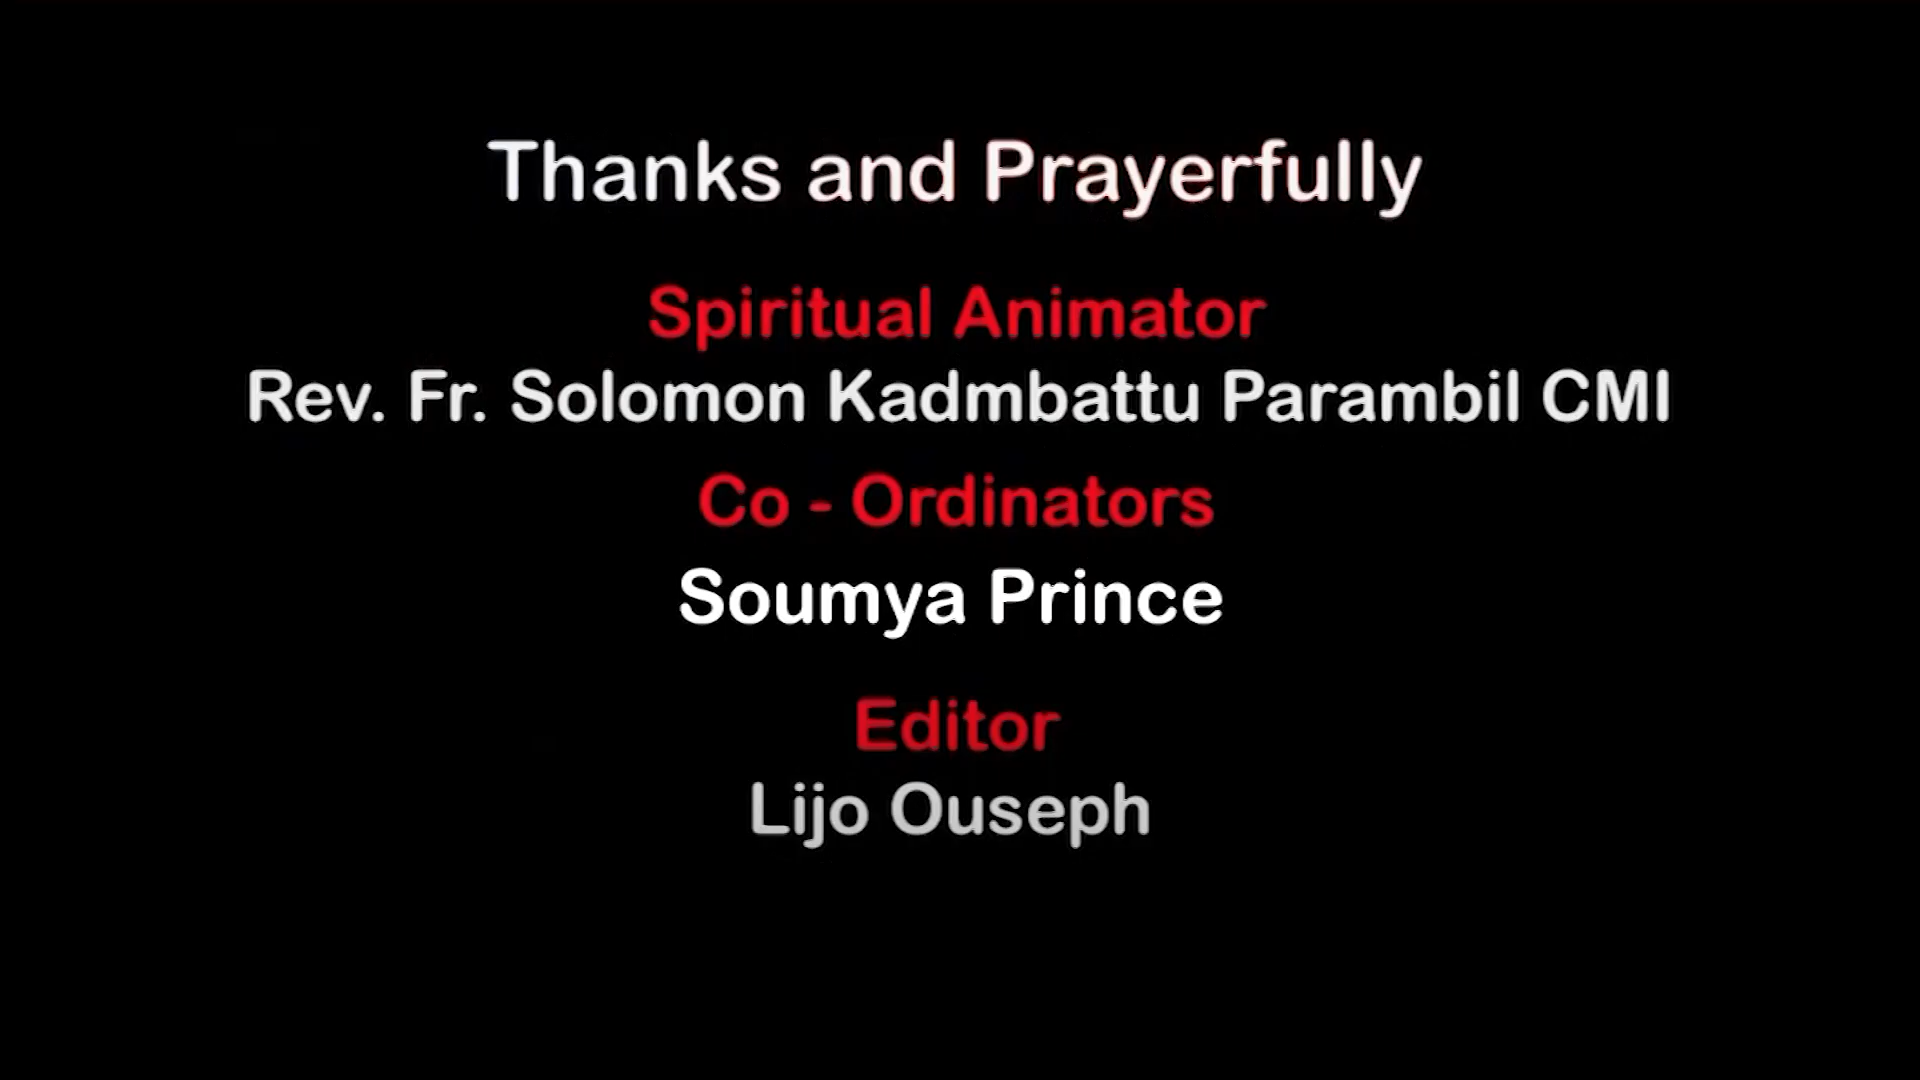 Thanks and Prayerfully
Spiritual Animator
Rev. Fr. Solomon Kadmbattu Parambil CMI
Co - Ordinators
Soumya Prince
Editor
Lijo Ouseph